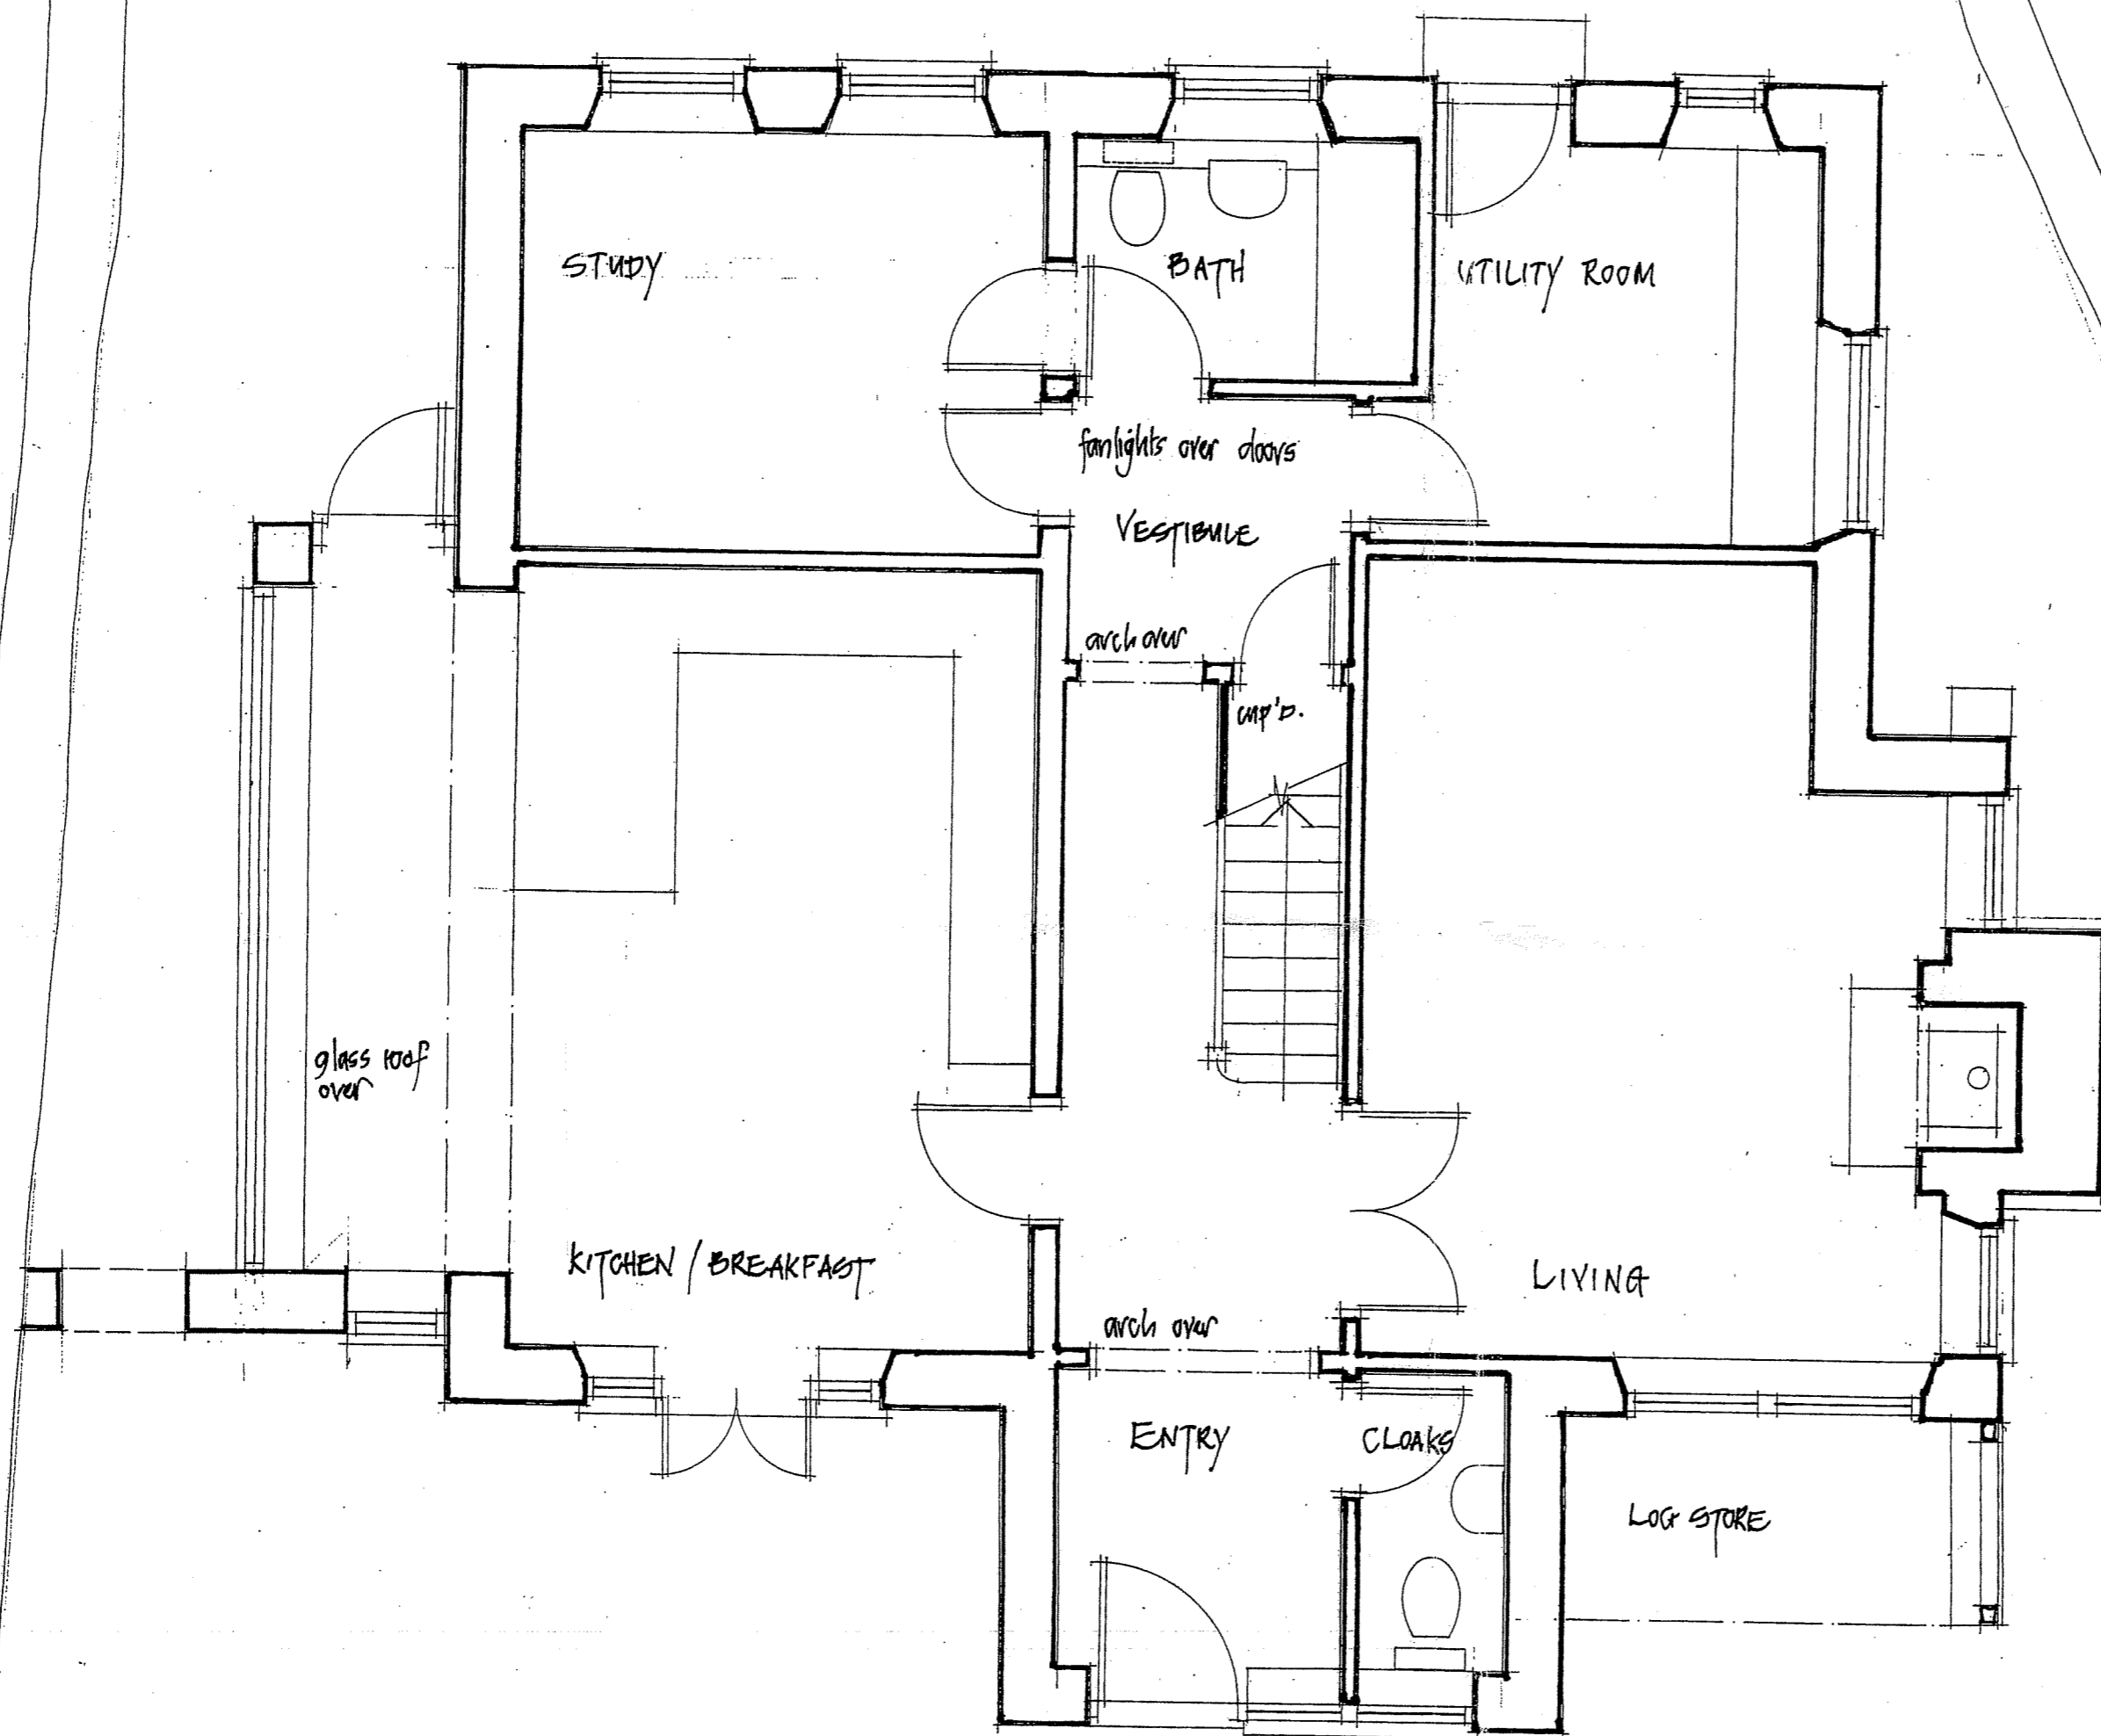 STUDY
BATH
UTILITY ROOM
fanlights over doors
VESTIBULE
arch over
cup'd.
glass roof
over
KITCHEN / BREAKFAST
LIVING
arch over
ENTRY
CLOAKS
LOG STORE